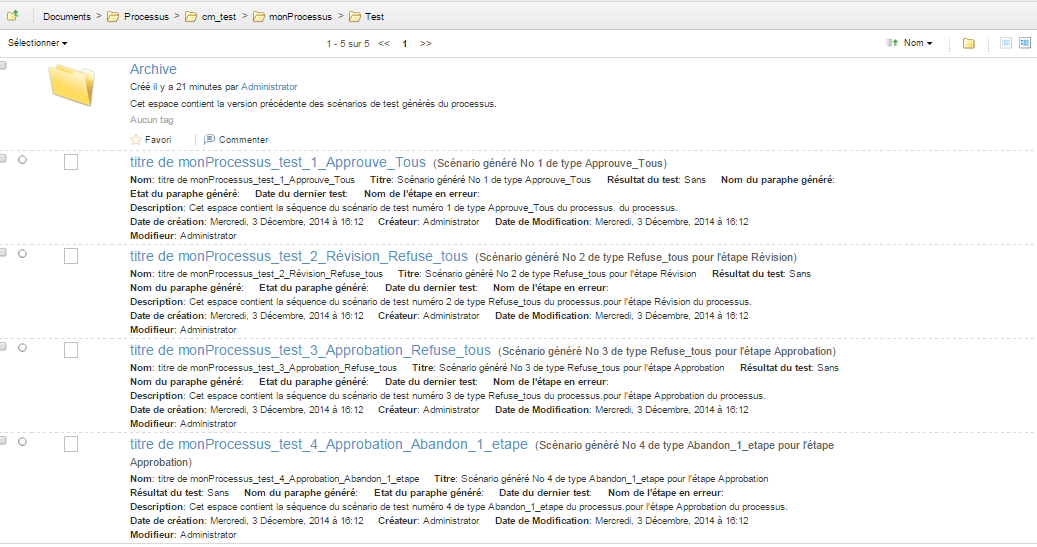 Documents > Processus > cm_test > monProcessus > Test
Sélectionner 1 - 5 sur 5 << 1 >> Nom
Archive
Créé il y a 21 minutes par Administrator
Cet espace contient la version précédente des scénarios de test générés du processus.
Aucun tag
Favori Commenter
titre de monProcessus_test_1_Approuve_Tous (Scénario généré No 1 de type Approuve_Tous)
Nom: titre de monProcessus_test_1_Approuve_Tous Titre: Scénario généré No 1 de type Approuve_Tous Résultat du test: Sans Nom du paraphe généré:
Etat du paraphe généré: Date du dernier test: Nom de l'étape en erreur:
Description: Cet espace contient la séquence du scénario de test numéro 1 de type Approuve_Tous du processus. du processus.
Date de création: Mercredi, 3 Décembre, 2014 à 16:12 Créateur: Administrator Date de Modification: Mercredi, 3 Décembre, 2014 à 16:12
Modifieur: Administrator
titre de monProcessus_test_2_Révision_Refuse_tous (Scénario généré No 2 de type Refuse_tous pour l'étape Révision)
Nom: titre de monProcessus_test_2_Révision_Refuse_tous Titre: Scénario généré No 2 de type Refuse_tous pour l'étape Révision Résultat du test: Sans
Nom du paraphe généré: Etat du paraphe généré: Date du dernier test: Nom de l'étape en erreur:
Description: Cet espace contient la séquence du scénario de test numéro 2 de type Refuse_tous du processus.pour l'étape Révision du processus.
Date de création: Mercredi, 3 Décembre, 2014 à 16:12 Créateur: Administrator Date de Modification: Mercredi, 3 Décembre, 2014 à 16:12
Modifieur: Administrator
titre de monProcessus_test_3_Approbation_Refuse_tous (Scénario généré No 3 de type Refuse_tous pour l'étape Approbation)
Nom: titre de monProcessus_test_3_Approbation_Refuse_tous Titre: Scénario généré No 3 de type Refuse_tous pour l'étape Approbation Résultat du test: Sans
Nom du paraphe généré: Etat du paraphe généré: Date du dernier test: Nom de l'étape en erreur:
Description: Cet espace contient la séquence du scénario de test numéro 3 de type Refuse_tous du processus.pour l'étape Approbation du processus.
Date de création: Mercredi, 3 Décembre, 2014 à 16:12 Créateur: Administrator Date de Modification: Mercredi, 3 Décembre, 2014 à 16:12
Modifieur: Administrator
titre de monProcessus_test_4_Approbation_Abandon_1_etape (Scénario généré No 4 de type Abandon_1_etape pour l'étape
Approbation)
Nom: titre de monProcessus_test_4_Approbation_Abandon_1_etape Titre: Scénario généré No 4 de type Abandon_1_etape pour l'étape Approbation
Résultat du test: Sans Nom du paraphe généré: Etat du paraphe généré: Date du dernier test: Nom de l'étape en erreur:
Description: Cet espace contient la séquence du scénario de test numéro 4 de type Abandon_1_etape du processus.pour l'étape Approbation du processus.
Date de création: Mercredi, 3 Décembre, 2014 à 16:12 Créateur: Administrator Date de Modification: Mercredi, 3 Décembre, 2014 à 16:12
Modifieur: Administrator